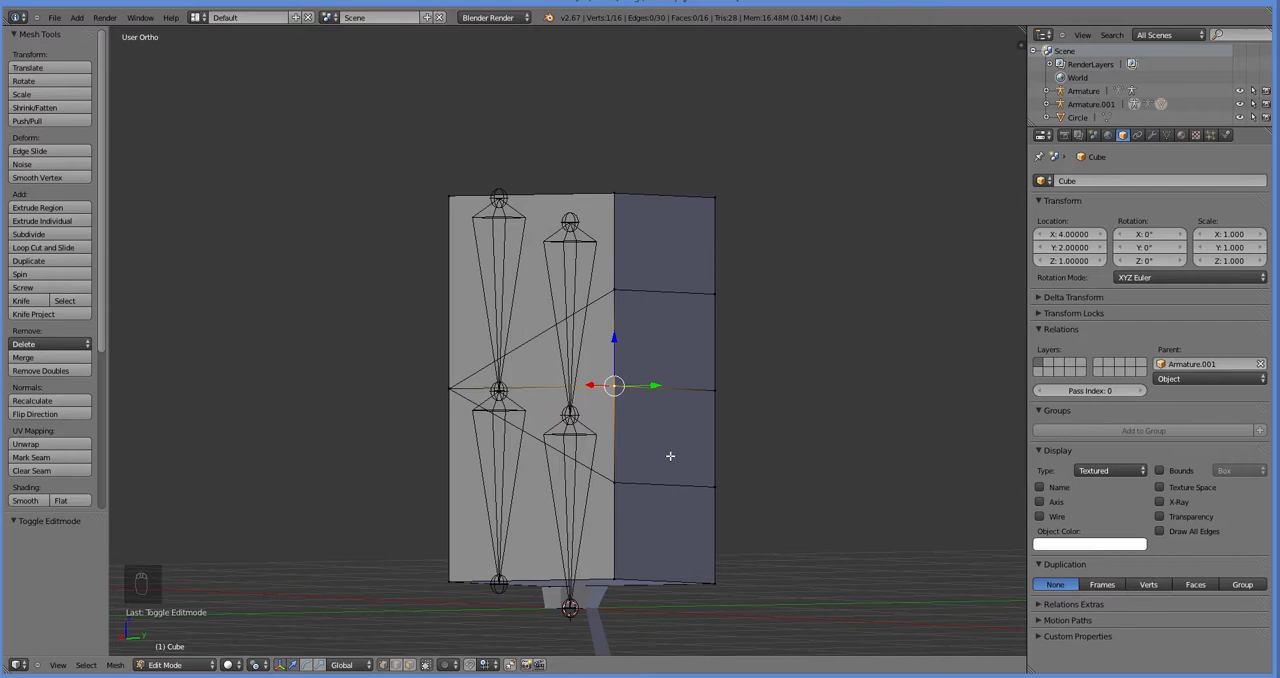 File Add Render Window Help Default Scene Blender Render v2.67 | Verts:1/16 | Edges:0/30 | Faces:0/16 | Tris:28 | Mem:16.48M (0.14M) | Cube
Mesh Tools
Transform:
Translate
Rotate
Scale
Shrink/Fatten
Push/Pull
Deform:
Edge Slide
Noise
Smooth Vertex
Add:
Extrude Region
Extrude Individual
Subdivide
Loop Cut and Slide
Duplicate
Spin
Screw
Knife Select
Knife Project
Remove:
Delete
Merge
Remove Doubles
Normals:
Recalculate
Flip Direction
UV Mapping:
Unwrap
Mark Seam
Clear Seam
Shading:
Smooth Flat
Toggle Editmode
User Ortho
Last: Toggle Editmode
z
y
(1) Cube
View Select Mesh Edit Mode Global
View Search All Scenes
Scene
RenderLayers
World
Armature
Armature.001
Circle
Cube
Cube
Transform
Location: Rotation: Scale:
X: 4.00000 X: 0° X: 1.000
Y: 2.00000 Y: 0° Y: 1.000
Z: 1.00000 Z: 0° Z: 1.000
Rotation Mode: XYZ Euler
Delta Transform
Transform Locks
Relations
Layers: Parent:
Armature.001
Object
Pass Index: 0
Groups
Add to Group
Display
Type: Textured Bounds Box
Name Texture Space
Axis X-Ray
Wire Transparency
Object Color: Draw All Edges
Duplication
None Frames Verts Faces Group
Relations Extras
Motion Paths
Custom Properties